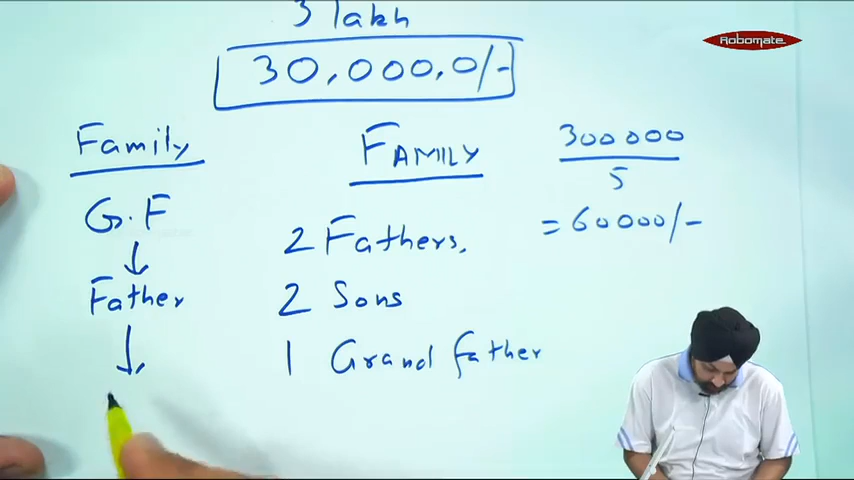 3 lakh
30,000,0/-
Robomate
Family
G.F
Father
FAMILY
2 Fathers,
2 Sons
1 Grand father
300000
5
= 60000/-